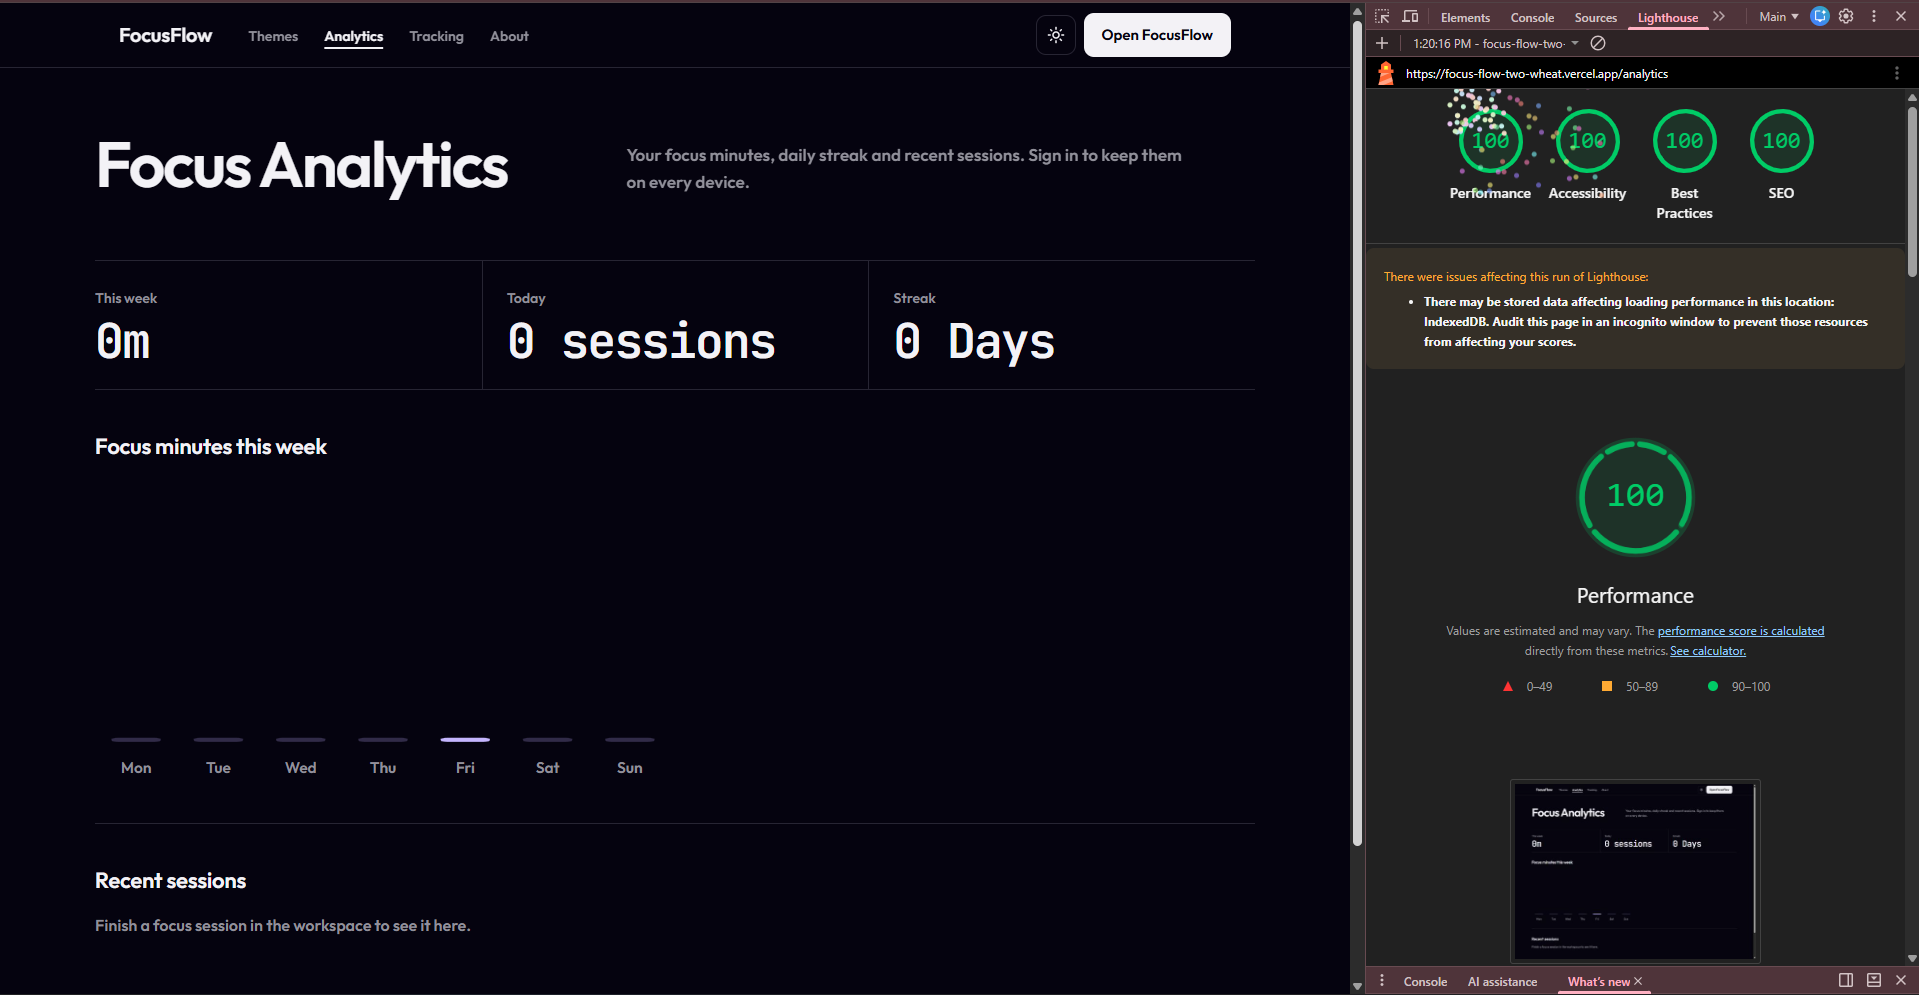 FocusFlow
Themes
Analytics
Tracking
About
Open FocusFlow
Focus Analytics
Your focus minutes, daily streak and recent sessions. Sign in to keep them
on every device.
This week
0m
Today
0 sessions
Streak
0 Days
Focus minutes this week
Mon
Tue
Wed
Thu
Fri
Sat
Sun
Recent sessions
Finish a focus session in the workspace to see it here.
Elements
Console
Sources
Lighthouse
Main
1:20:16 PM - focus-flow-two-
https://focus-flow-two-wheat.vercel.app/analytics
100
100
100
100
Performance
Accessibility
Best
Practices
SEO
There were issues affecting this run of Lighthouse:
There may be stored data affecting loading performance in this location:
IndexedDB. Audit this page in an incognito window to prevent those resources
from affecting your scores.
100
Performance
Values are estimated and may vary. The performance score is calculated
directly from these metrics. See calculator.
0–49
50–89
90–100
Focus Analytics
0m
0 sessions
0 Days
Console
AI assistance
What's new